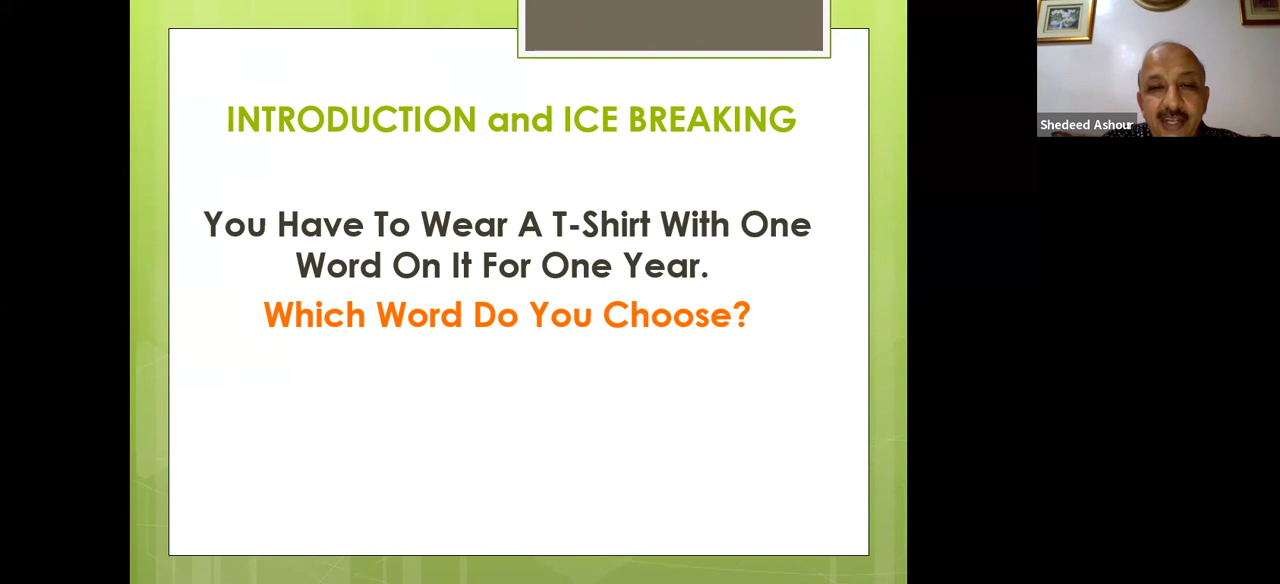 INTRODUCTION and ICE BREAKING
You Have To Wear A T-Shirt With One
Word On It For One Year.
Which Word Do You Choose?
Shedeed Ashour